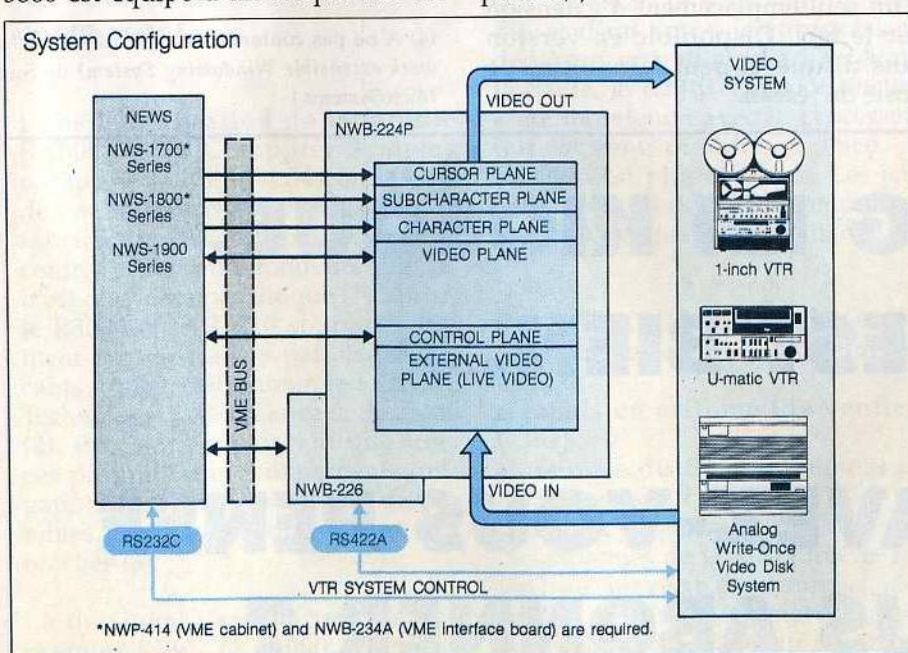 System Configuration
NEWS
NWS-1700*
Series
NWS-1800*
Series
NWS-1900
Series
VME BUS
NWB-224P
VIDEO OUT
CURSOR PLANE
SUBCHARACTER PLANE
CHARACTER PLANE
VIDEO PLANE
CONTROL PLANE
EXTERNAL VIDEO
PLANE (LIVE VIDEO)
NWB-226
VIDEO IN
VIDEO
SYSTEM
1-inch VTR
U-matic VTR
Analog
Write-Once
Video Disk
System
RS232C
RS422A
VTR SYSTEM CONTROL
*NWP-414 (VME cabinet) and NWB-234A (VME interface board) are required.